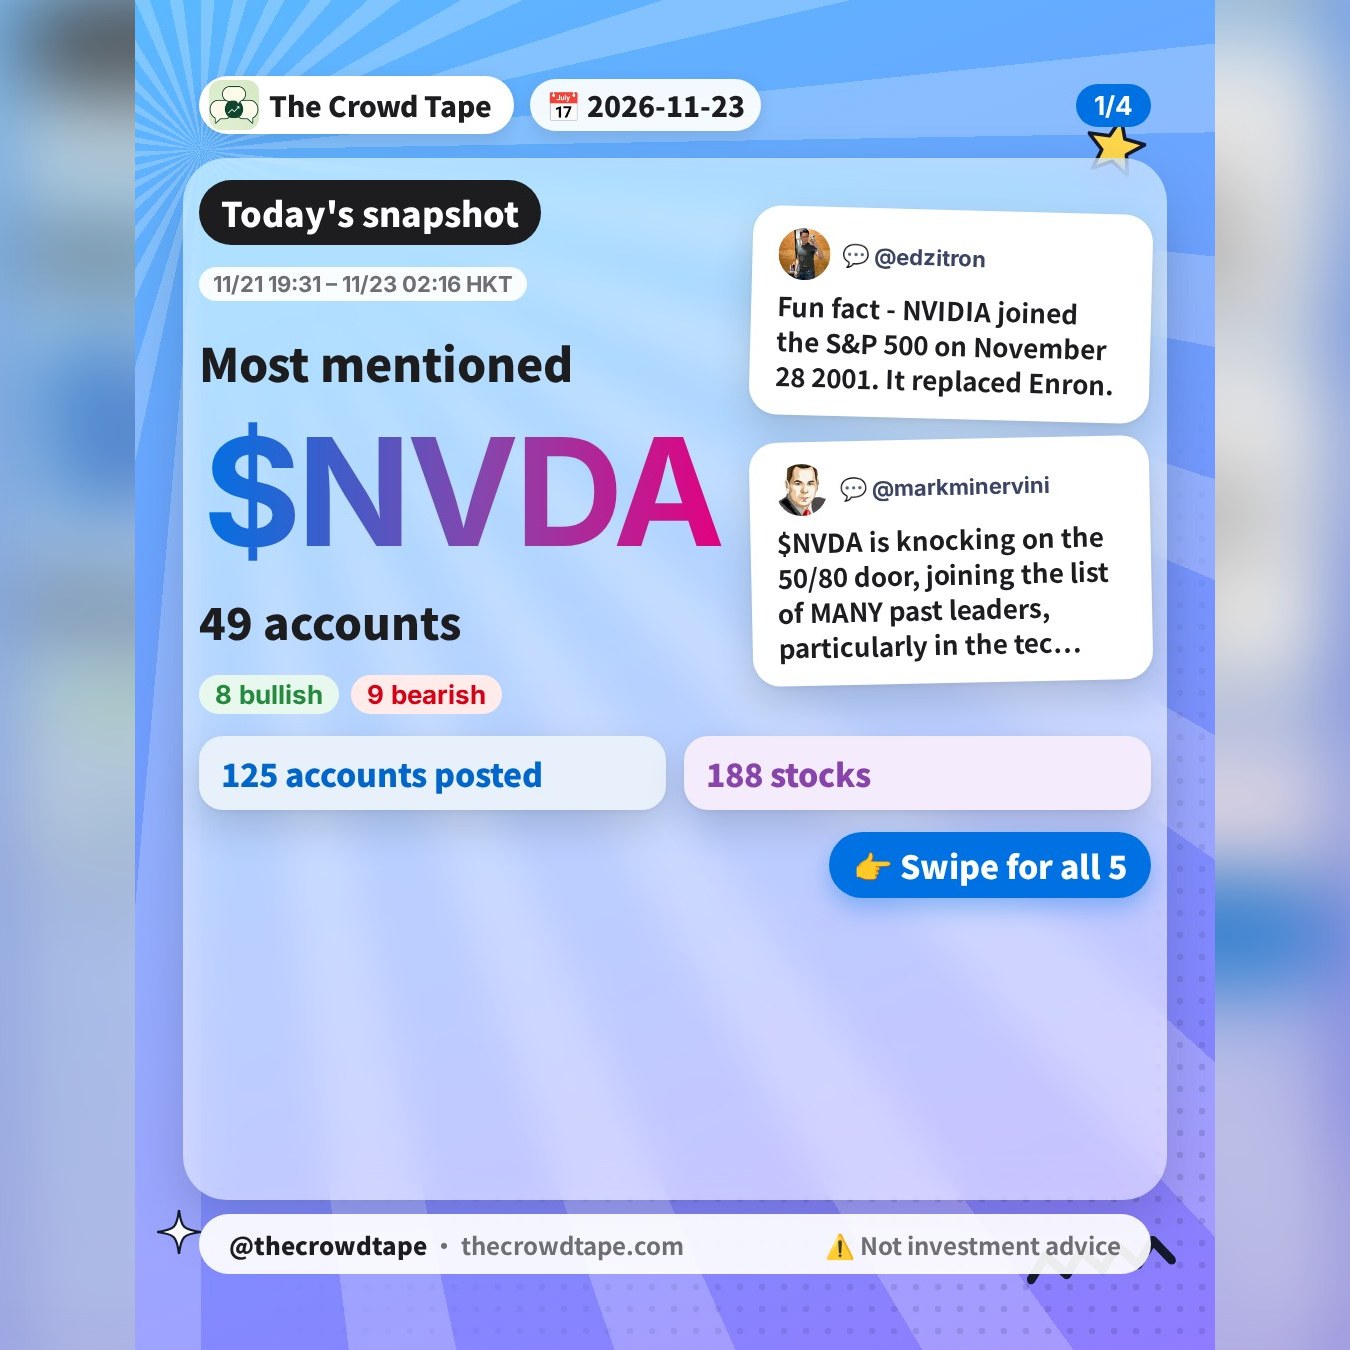 The Crowd Tape
2026-11-23
1/4
Today's snapshot
11/21 19:31 – 11/23 02:16 HKT
Most mentioned
$NVDA
49 accounts
8 bullish
9 bearish
@edzitron
Fun fact - NVIDIA joined
the S&P 500 on November
28 2001. It replaced Enron.
@markminervini
$NVDA is knocking on the
50/80 door, joining the list
of MANY past leaders,
particularly in the tec…
125 accounts posted
188 stocks
👉 Swipe for all 5
@thecrowdtape • thecrowdtape.com
⚠️ Not investment advice